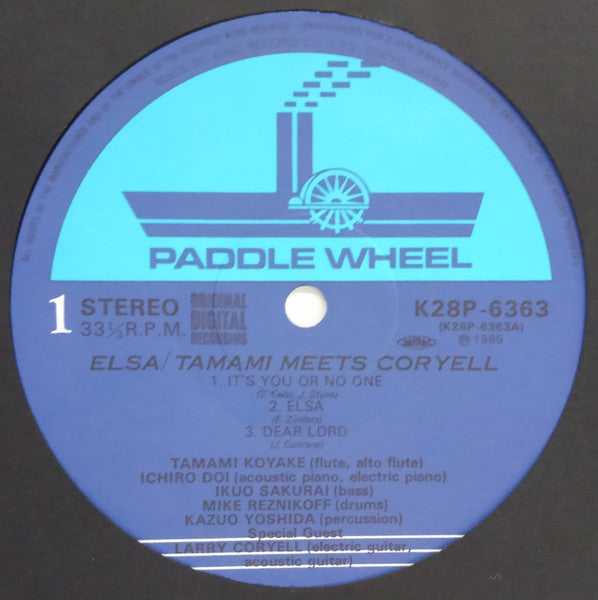 PADDLE WHEEL
1 STEREO
33⅓ R.P.M.
ORIGINAL
DIGITAL
RECORDING
K28P-6363
(K28P-6363A)
℗ 1985
ELSA/TAMAMI MEETS CORYELL
1. IT'S YOU OR NO ONE
(S. Cahn, J. Styne)
2. ELSA
(E. Zindars)
3. DEAR LORD
(J. Coltrane)
TAMAMI KOYAKE (flute, alto flute)
ICHIRO DOI (acoustic piano, electric piano)
IKUO SAKURAI (bass)
MIKE REZNIKOFF (drums)
KAZUO YOSHIDA (percussion)
Special Guest
LARRY CORYELL (electric guitar,
acoustic guitar)